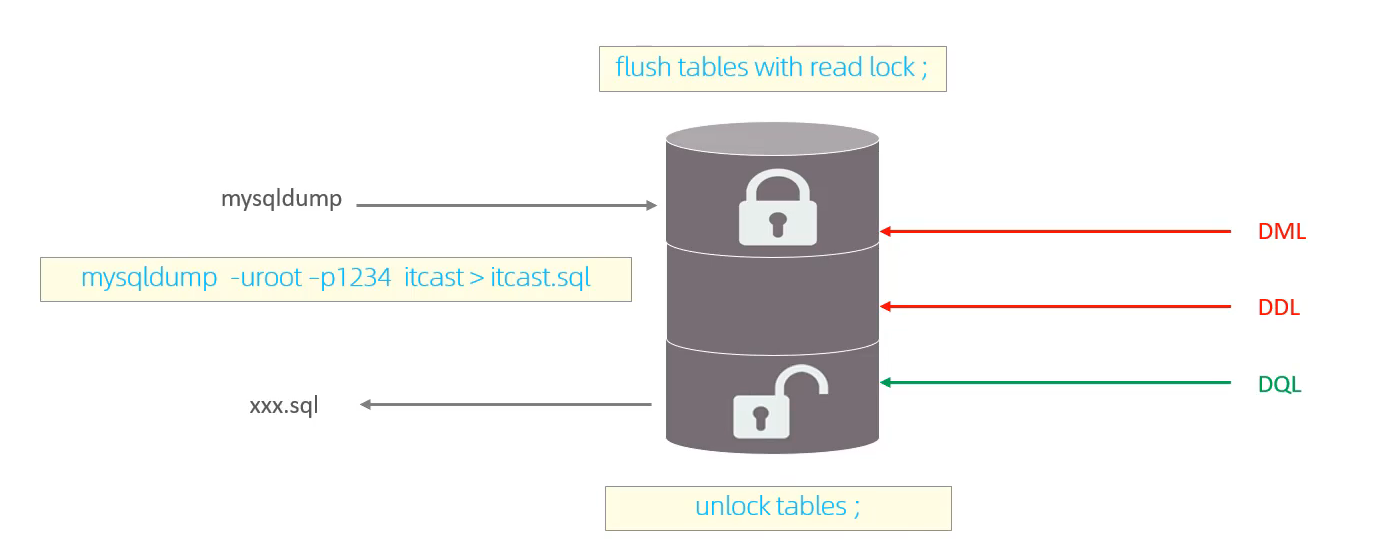 flush tables with read lock ;
mysqldump
DML
mysqldump -uroot –p1234 itcast > itcast.sql
DDL
DQL
xxx.sql
unlock tables ;